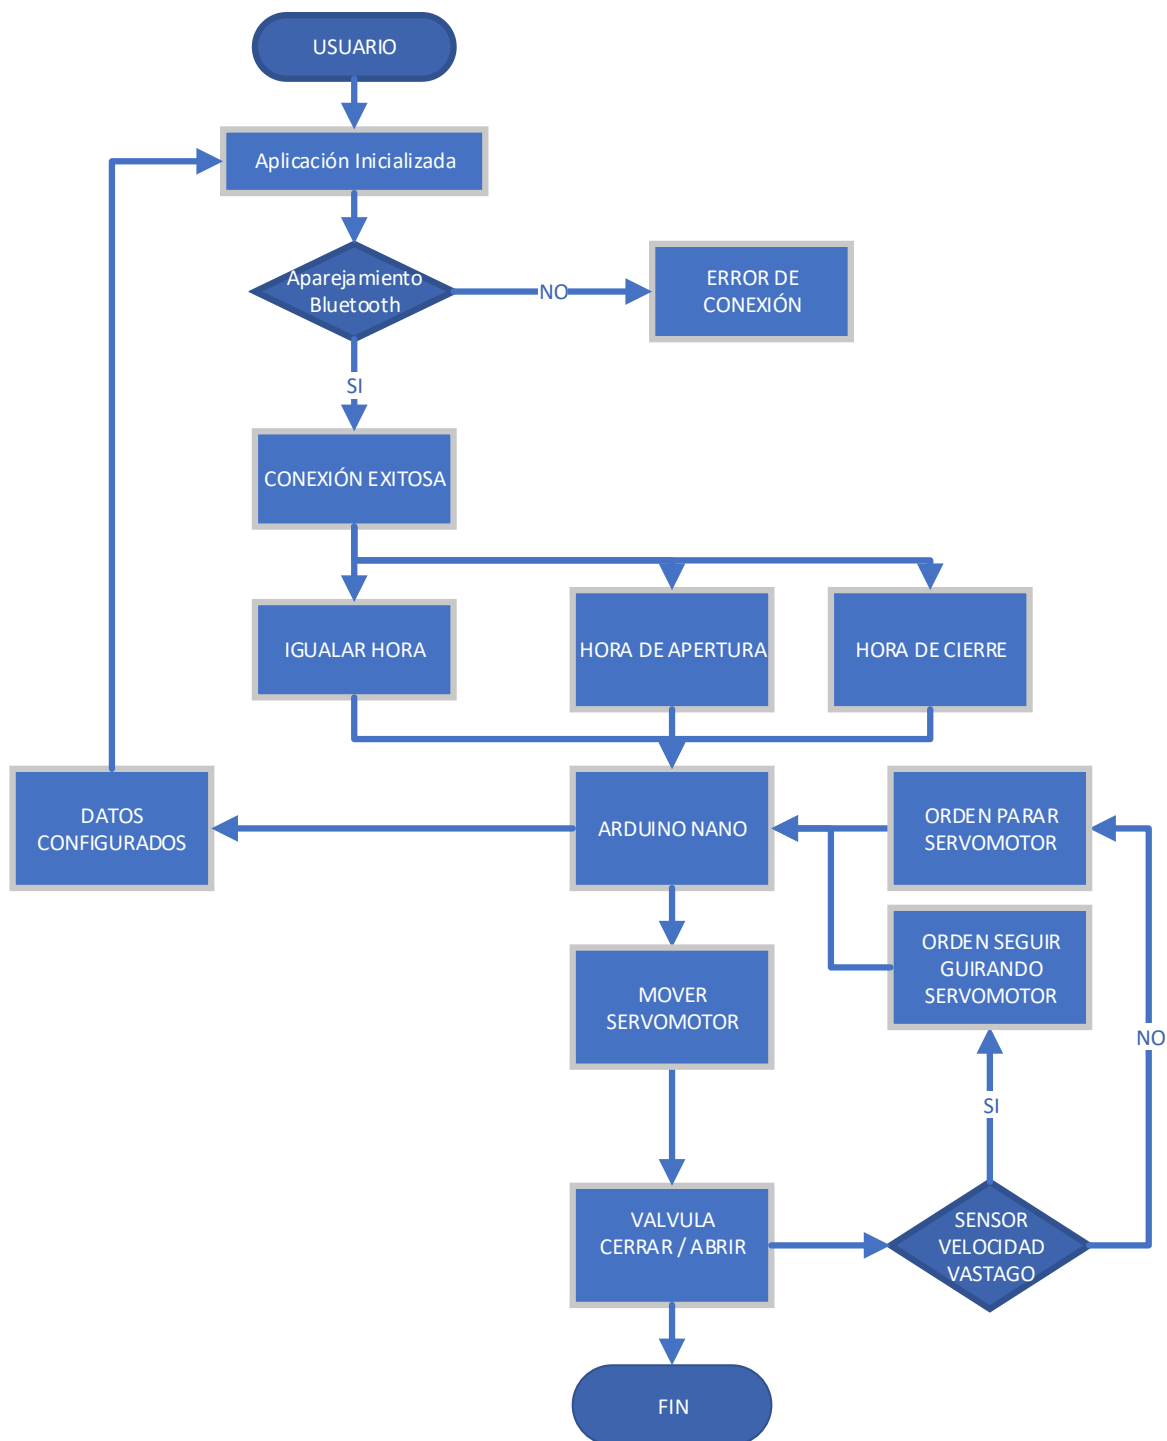 USUARIO
Aplicación Inicializada
Aparejamiento
Bluetooth
NO
ERROR DE
CONEXIÓN
SI
CONEXIÓN EXITOSA
IGUALAR HORA
HORA DE APERTURA
HORA DE CIERRE
DATOS
CONFIGURADOS
ARDUINO NANO
ORDEN PARAR
SERVOMOTOR
ORDEN SEGUIR
GUIRANDO
SERVOMOTOR
MOVER
SERVOMOTOR
NO
SI
VALVULA
CERRAR / ABRIR
SENSOR
VELOCIDAD
VASTAGO
FIN